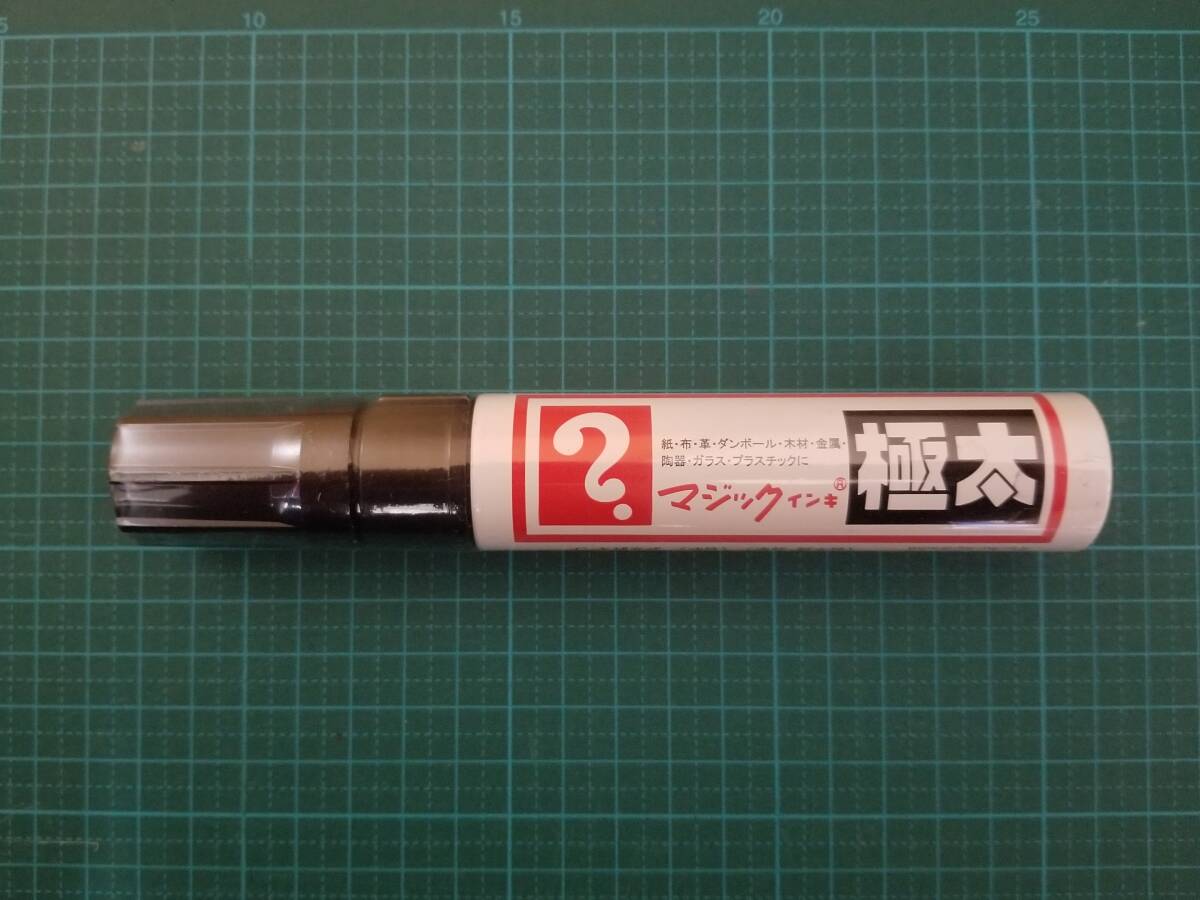 5 10 15 20 25
?
紙・布・革・ダンボール・木材・金属・
陶器・ガラス・プラスチックに
マジックインキ®
極太